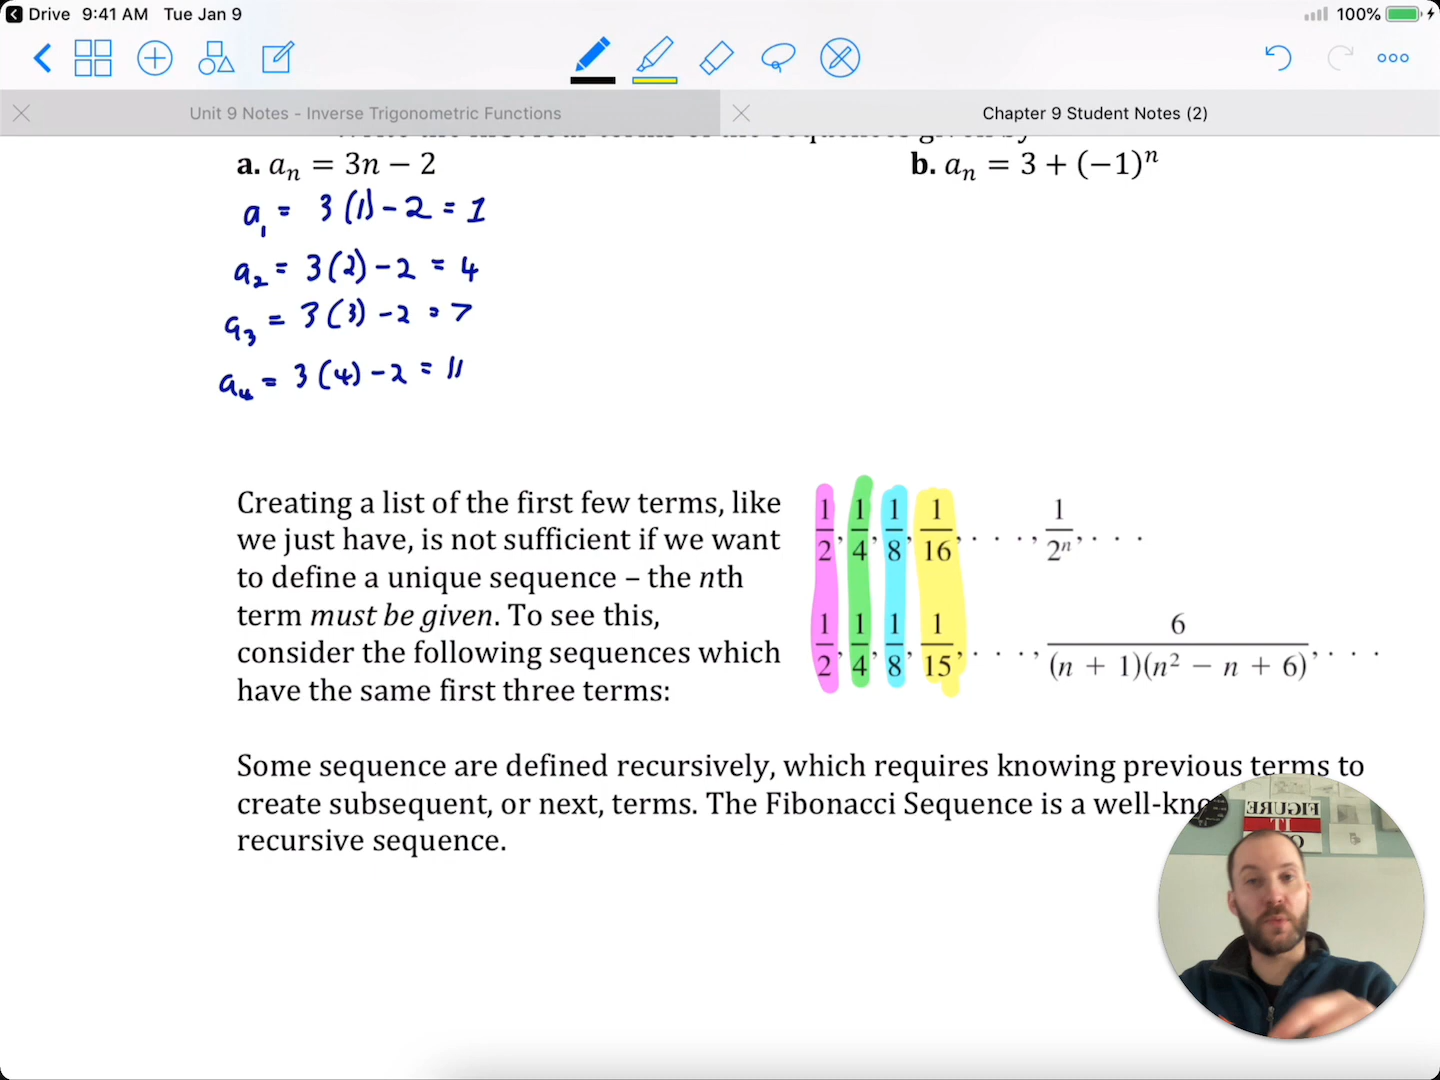 Drive 9:41 AM Tue Jan 9 100%
Unit 9 Notes - Inverse Trigonometric Functions
Chapter 9 Student Notes (2)
a. aₙ = 3n − 2
b. aₙ = 3 + (−1)ⁿ
a₁ = 3(1) − 2 = 1
a₂ = 3(2) − 2 = 4
a₃ = 3(3) − 2 = 7
a₄ = 3(4) − 2 = 11
Creating a list of the first few terms, like
we just have, is not sufficient if we want
to define a unique sequence – the nth
term must be given. To see this,
consider the following sequences which
have the same first three terms:
1/2, 1/4, 1/8, 1/16, . . . , 1/2ⁿ, . . .
1/2, 1/4, 1/8, 1/15, . . . , 6/((n + 1)(n² − n + 6)), . . .
Some sequence are defined recursively, which requires knowing previous terms to
create subsequent, or next, terms. The Fibonacci Sequence is a
recursive sequence.
FIGURE
IT